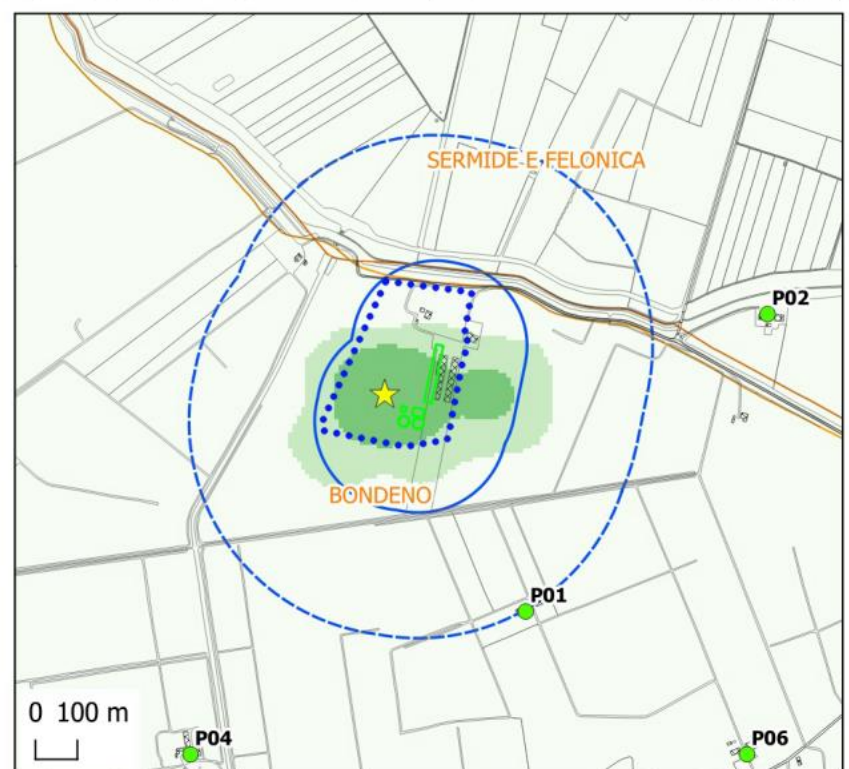 SERMIDE E FELONICA
P02
BONDENO
P01
0 100 m
P04
P06